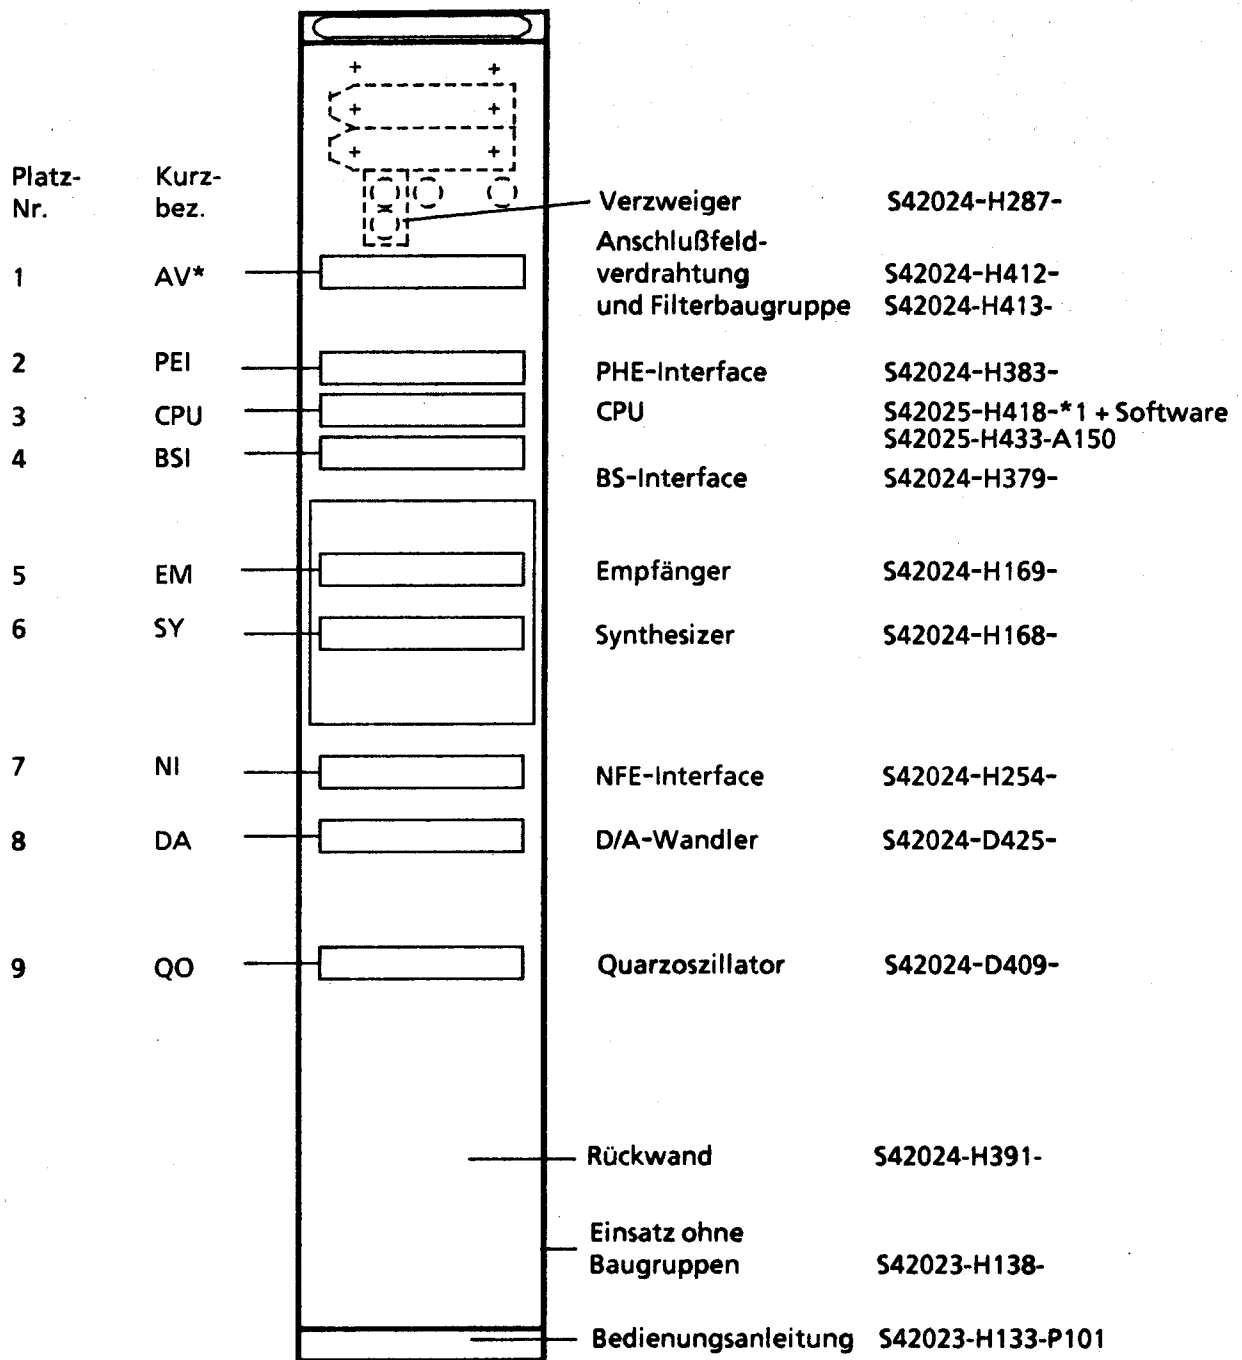 Platz- Kurz-
Nr. bez.
Verzweiger S42024-H287-
Anschlußfeld-
1 AV* verdrahtung S42024-H412-
und Filterbaugruppe S42024-H413-
2 PEI PHE-Interface S42024-H383-
3 CPU CPU S42025-H418-*1 + Software
S42025-H433-A150
4 BSI BS-Interface S42024-H379-
5 EM Empfänger S42024-H169-
6 SY Synthesizer S42024-H168-
7 NI NFE-Interface S42024-H254-
8 DA D/A-Wandler S42024-D425-
9 QO Quarzoszillator S42024-D409-
Rückwand S42024-H391-
Einsatz ohne
Baugruppen S42023-H138-
Bedienungsanleitung S42023-H133-P101